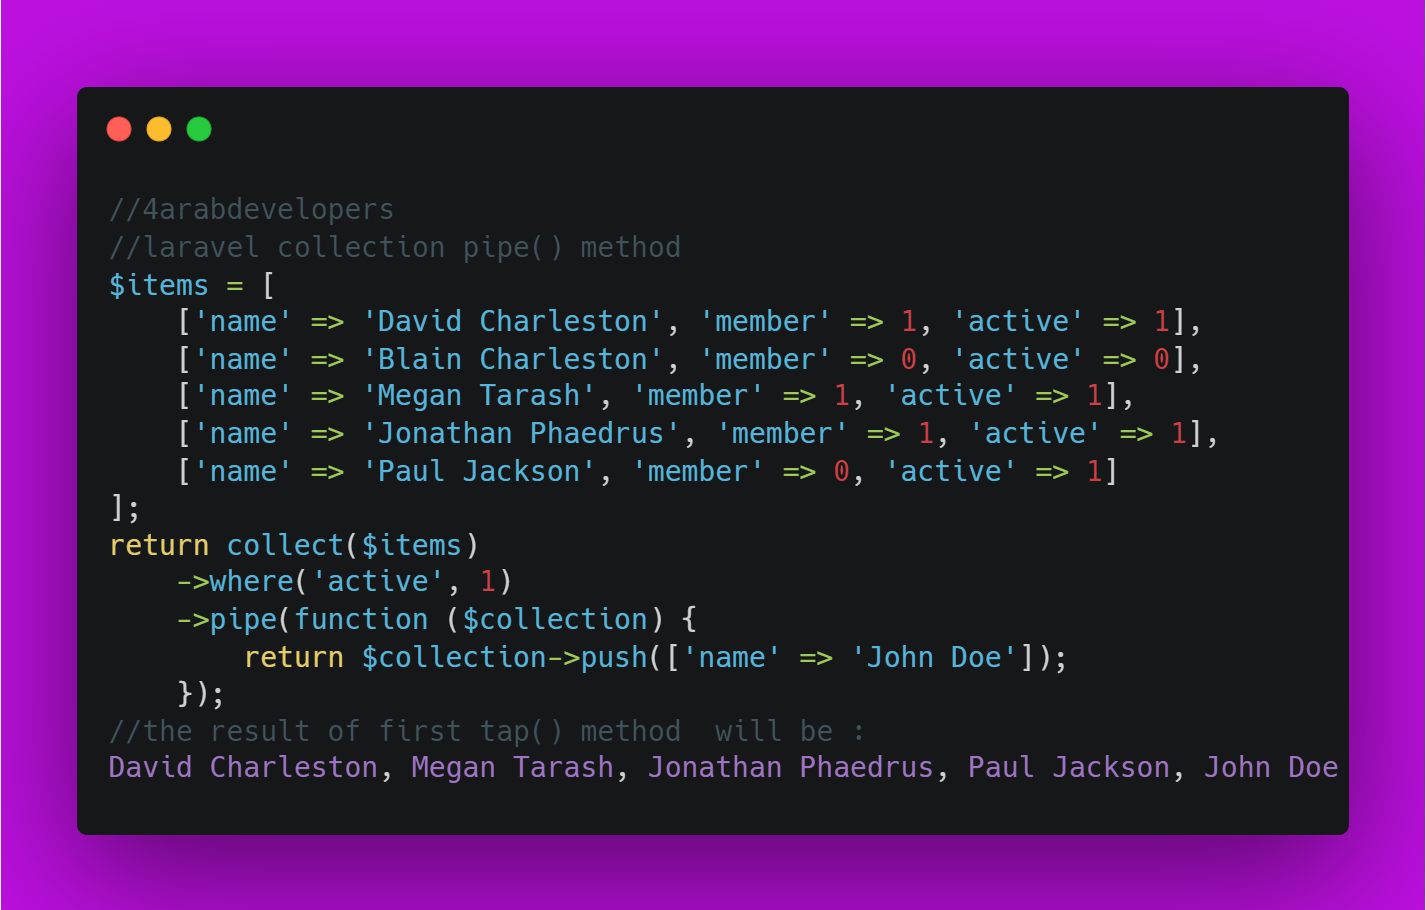 //4arabdevelopers
//laravel collection pipe() method
$items = [
    ['name' => 'David Charleston', 'member' => 1, 'active' => 1],
    ['name' => 'Blain Charleston', 'member' => 0, 'active' => 0],
    ['name' => 'Megan Tarash', 'member' => 1, 'active' => 1],
    ['name' => 'Jonathan Phaedrus', 'member' => 1, 'active' => 1],
    ['name' => 'Paul Jackson', 'member' => 0, 'active' => 1]
];
return collect($items)
    ->where('active', 1)
    ->pipe(function ($collection) {
        return $collection->push(['name' => 'John Doe']);
    });
//the result of first tap() method  will be :
David Charleston, Megan Tarash, Jonathan Phaedrus, Paul Jackson, John Doe